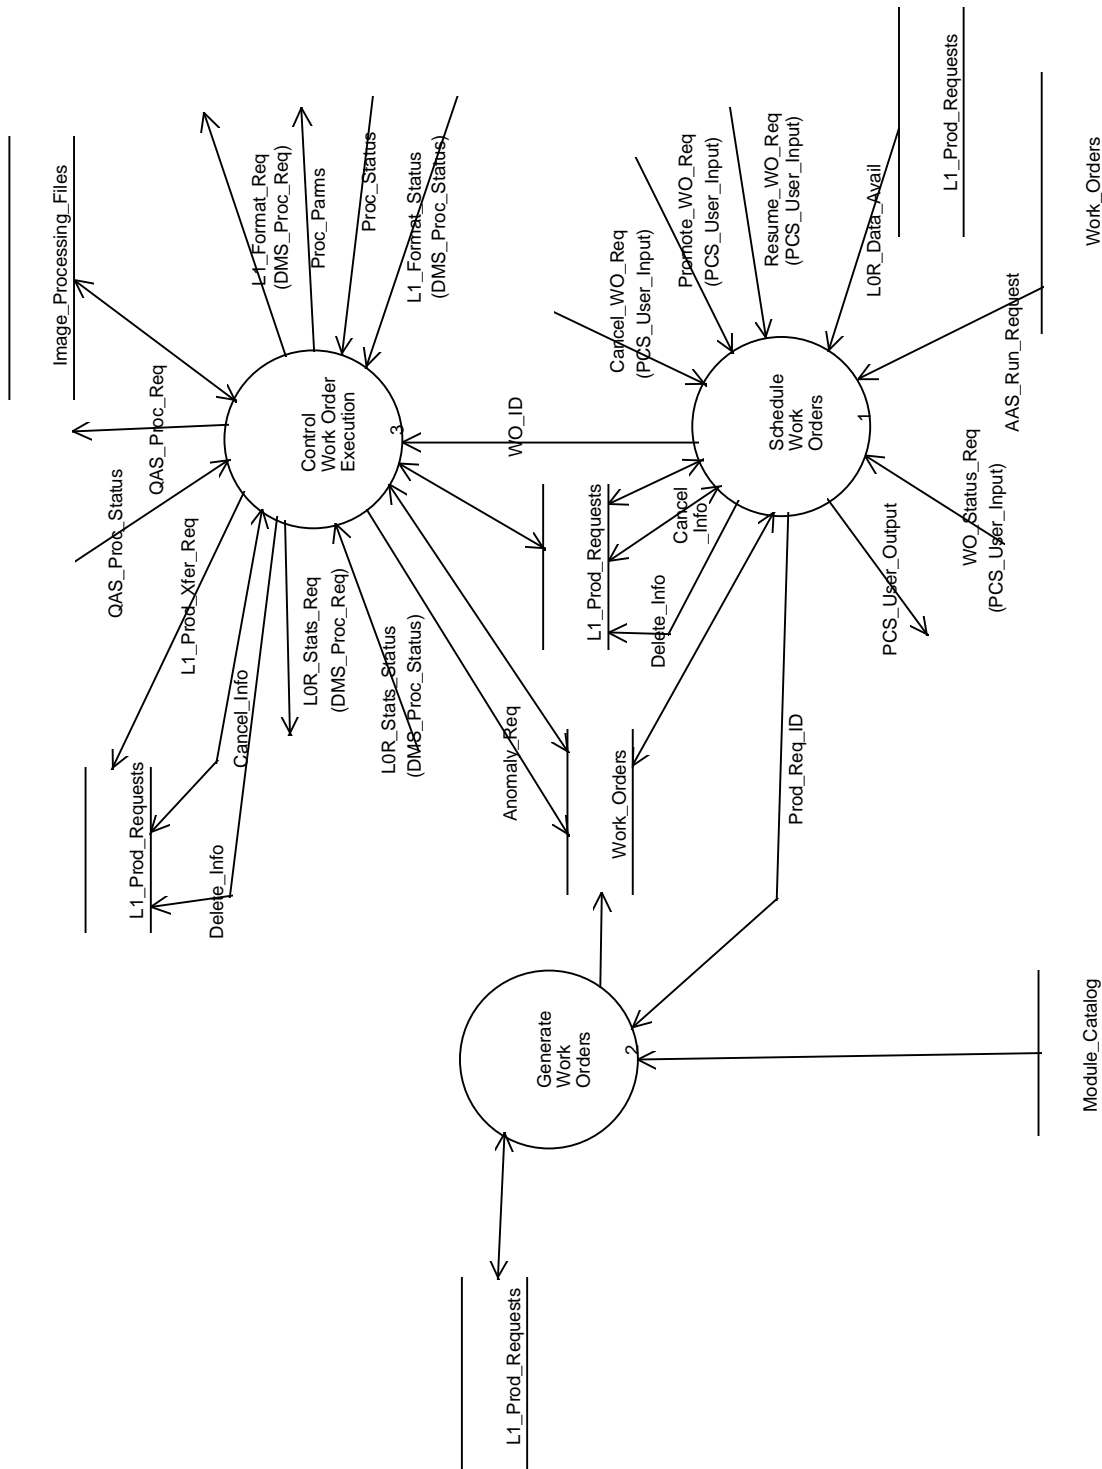 Image_Processing_Files
L1_Format_Req
(DMS_Proc_Req)
Proc_Parms
Proc_Status
L1_Format_Status
(DMS_Proc_Status)
QAS_Proc_Req
QAS_Proc_Status
L1_Prod_Xfer_Req
Control
Work Order
Execution
3
Cancel_Info
L0R_Stats_Req
(DMS_Proc_Req)
L0R_Stats_Status
(DMS_Proc_Status)
L1_Prod_Requests
Delete_Info
Anomaly_Req
WO_ID
Cancel_WO_Req
(PCS_User_Input)
Promote_WO_Req
(PCS_User_Input)
Resume_WO_Req
(PCS_User_Input)
L0R_Data_Avail
L1_Prod_Requests
Work_Orders
AAS_Run_Request
Schedule
Work
Orders
1
L1_Prod_Requests
Cancel
_Info
Delete_Info
WO_Status_Req
(PCS_User_Input)
PCS_User_Output
Work_Orders
Prod_Req_ID
Generate
Work
Orders
2
Module_Catalog
L1_Prod_Requests